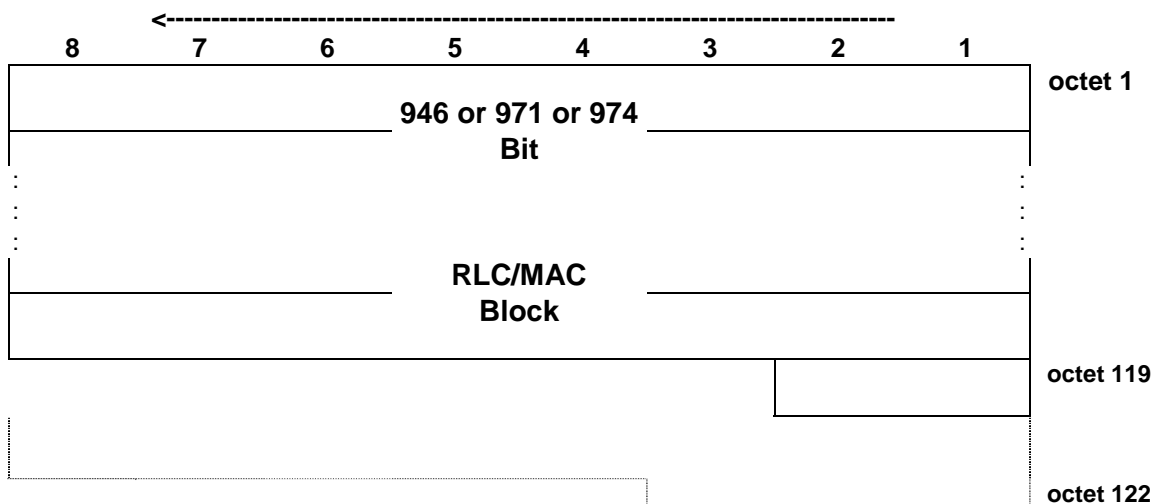 <--------------------------------------------------------------------------------
8 7 6 5 4 3 2 1
octet 1
946 or 971 or 974
Bit
: :
: :
: :
RLC/MAC
Block
octet 119
octet 122